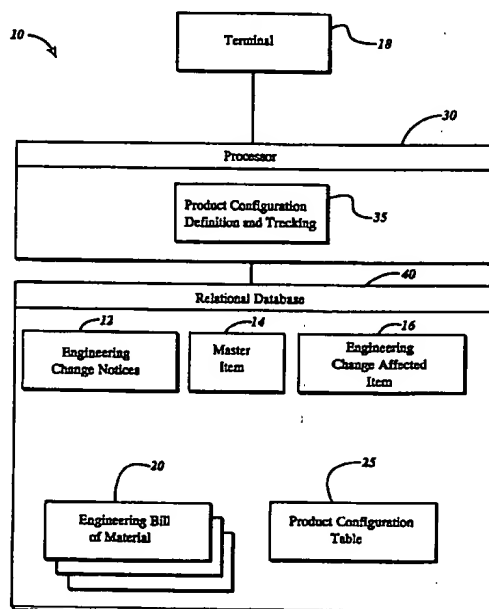 10
Terminal
18
30
Processor
Product Configuration
Definition and Tracking
35
40
Relational Database
12
14
16
Engineering
Change Notices
Master
Item
Engineering
Change Affected
Item
20
25
Engineering Bill
of Material
Product Configuration
Table